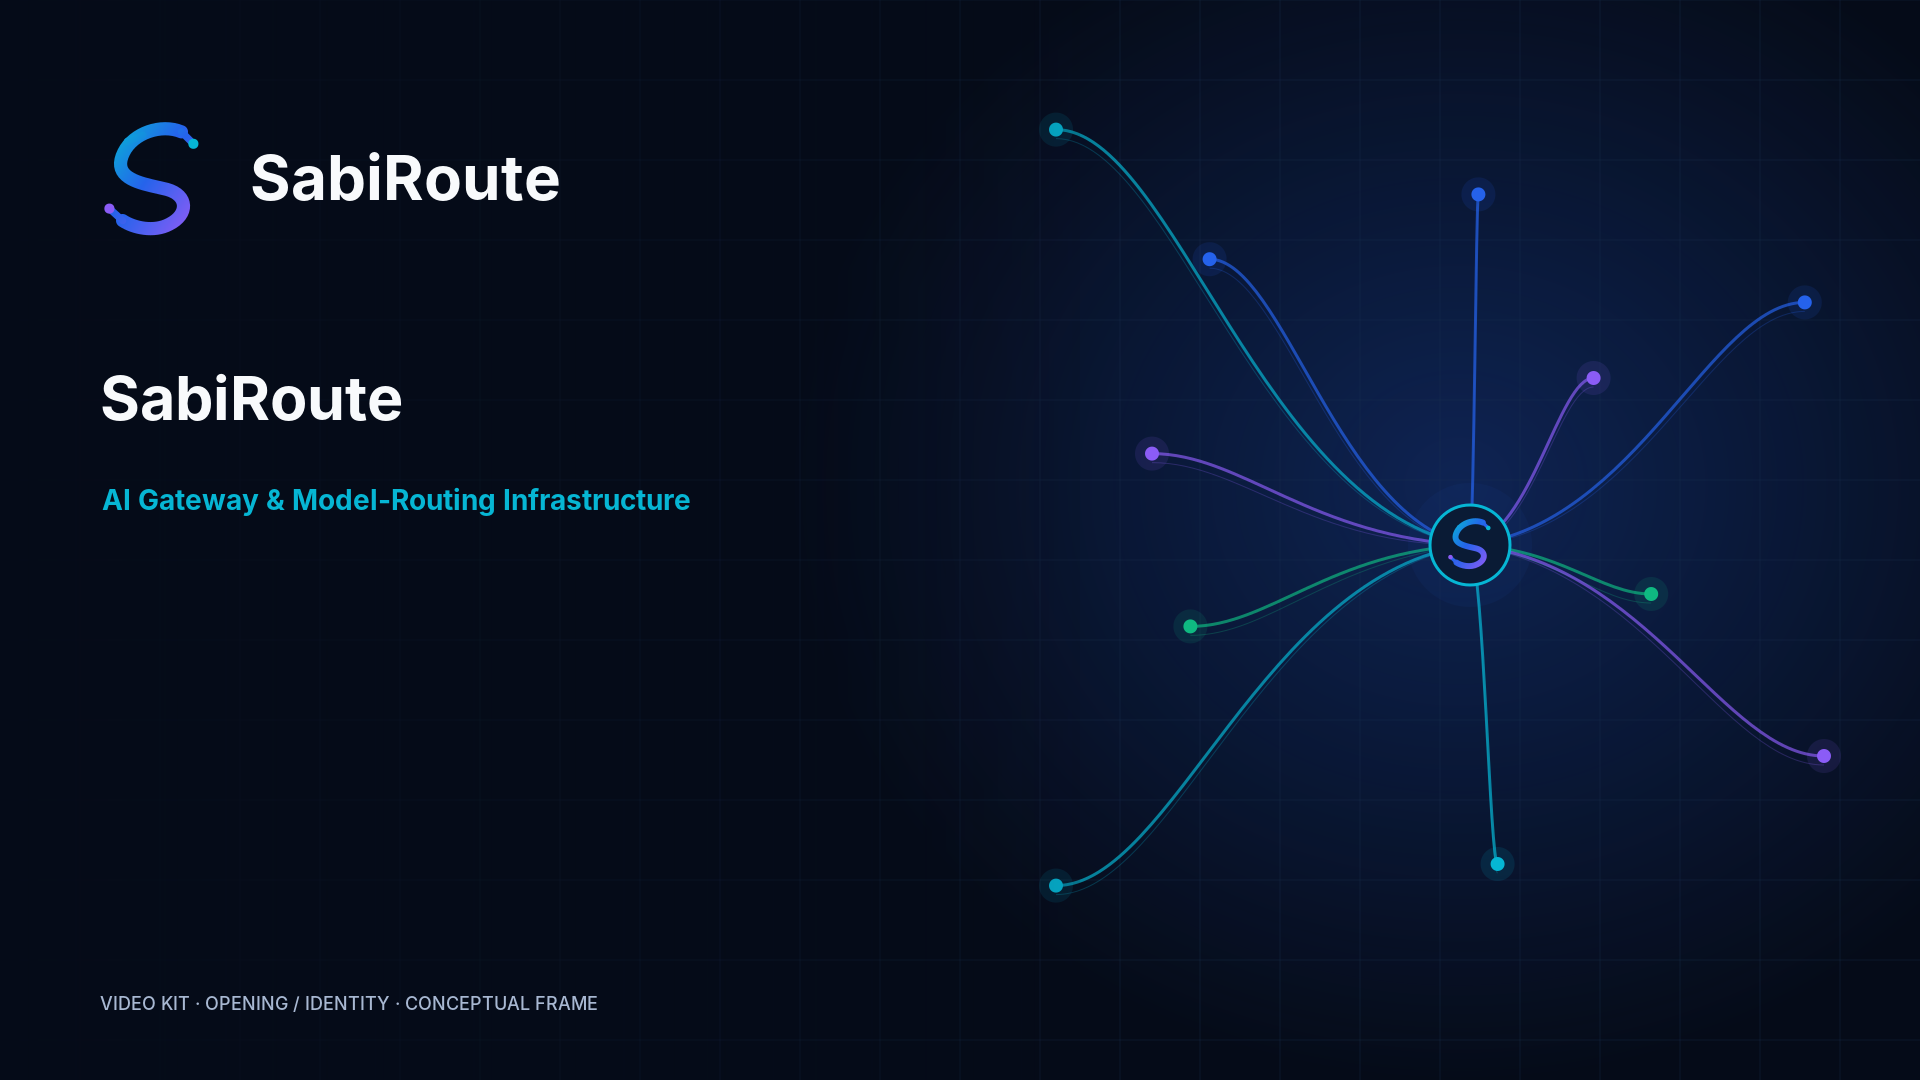 SabiRoute
SabiRoute
AI Gateway & Model-Routing Infrastructure
VIDEO KIT · OPENING / IDENTITY · CONCEPTUAL FRAME